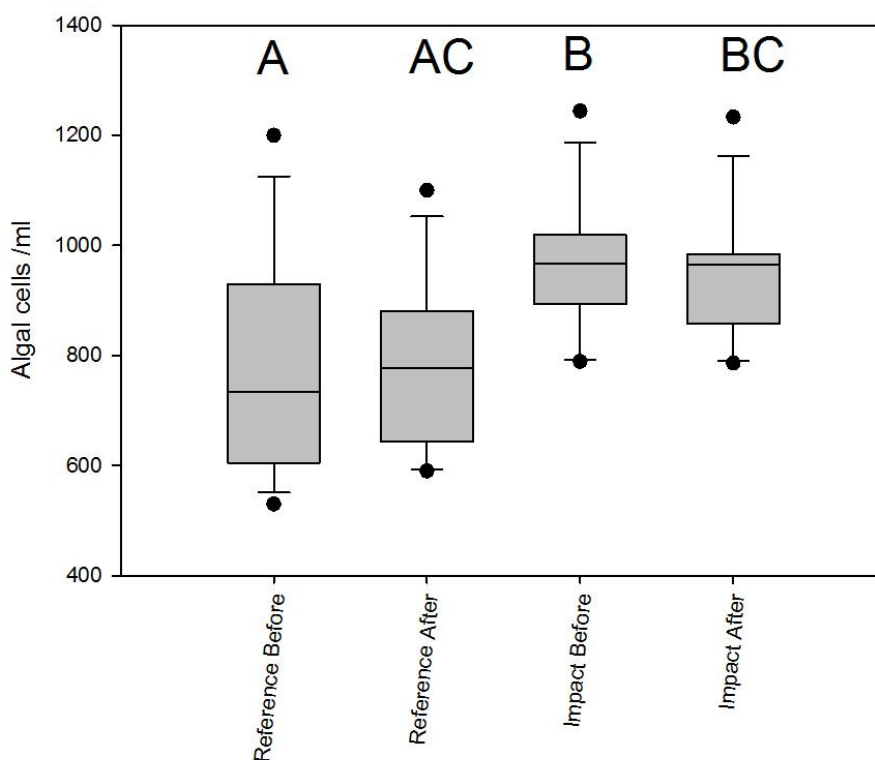 A AC B BC
1400
1200
1000
800
600
400
Algal cells /ml
Reference Before
Reference After
Impact Before
Impact After